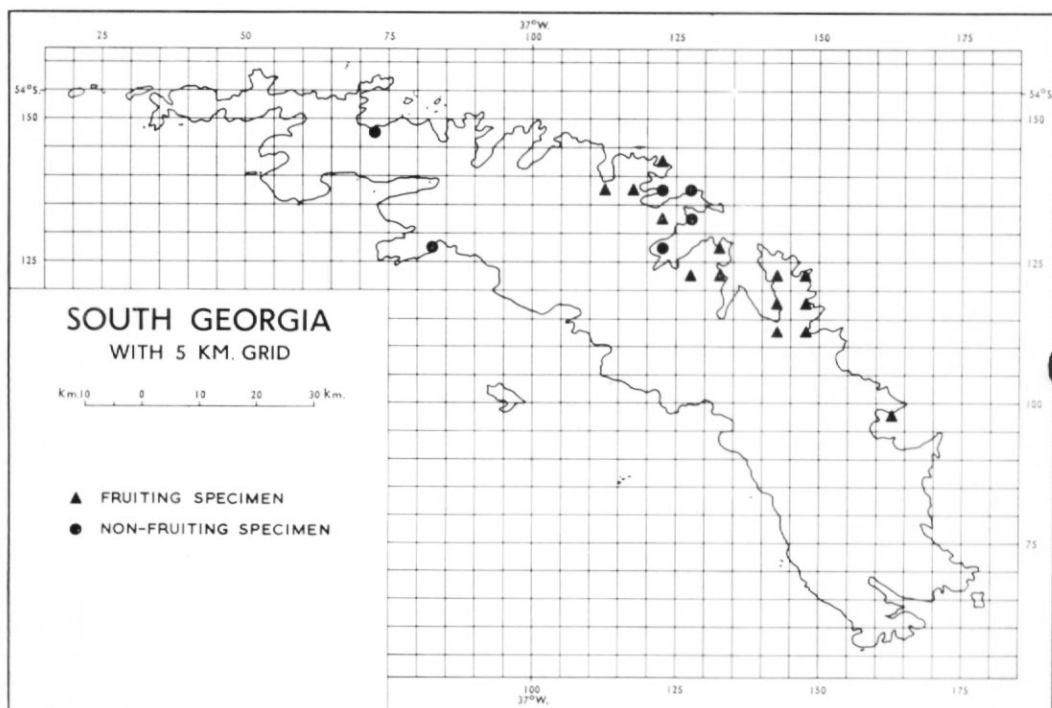 37°W.
25 50 75 100 125 150 175
54°S. 54°S.
150 150
125 125
SOUTH GEORGIA
WITH 5 KM. GRID
Km.10 0 10 20 30 Km.
100
▲ FRUITING SPECIMEN
● NON-FRUITING SPECIMEN
75
100 125 150 175
37°W.